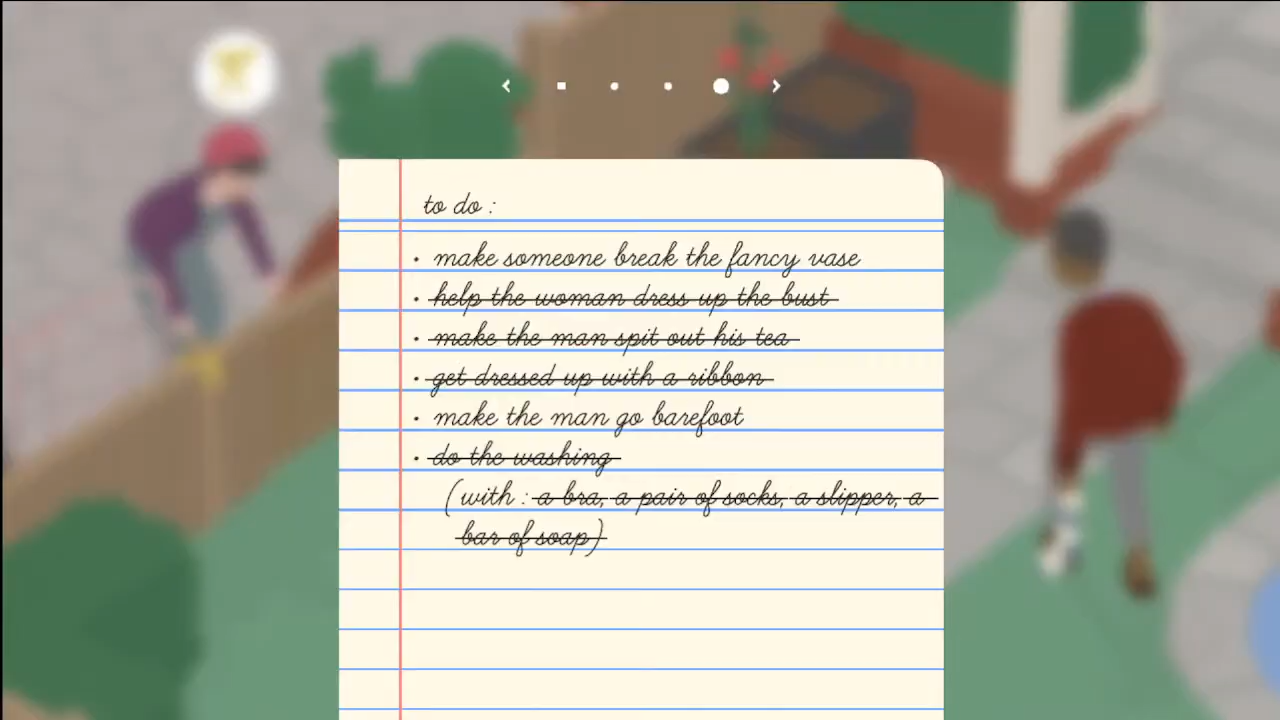 to do :
• make someone break the fancy vase
• help the woman dress up the bust
• make the man spit out his tea
• get dressed up with a ribbon
• make the man go barefoot
• do the washing
(with : a bra, a pair of socks, a slipper, a
bar of soap)